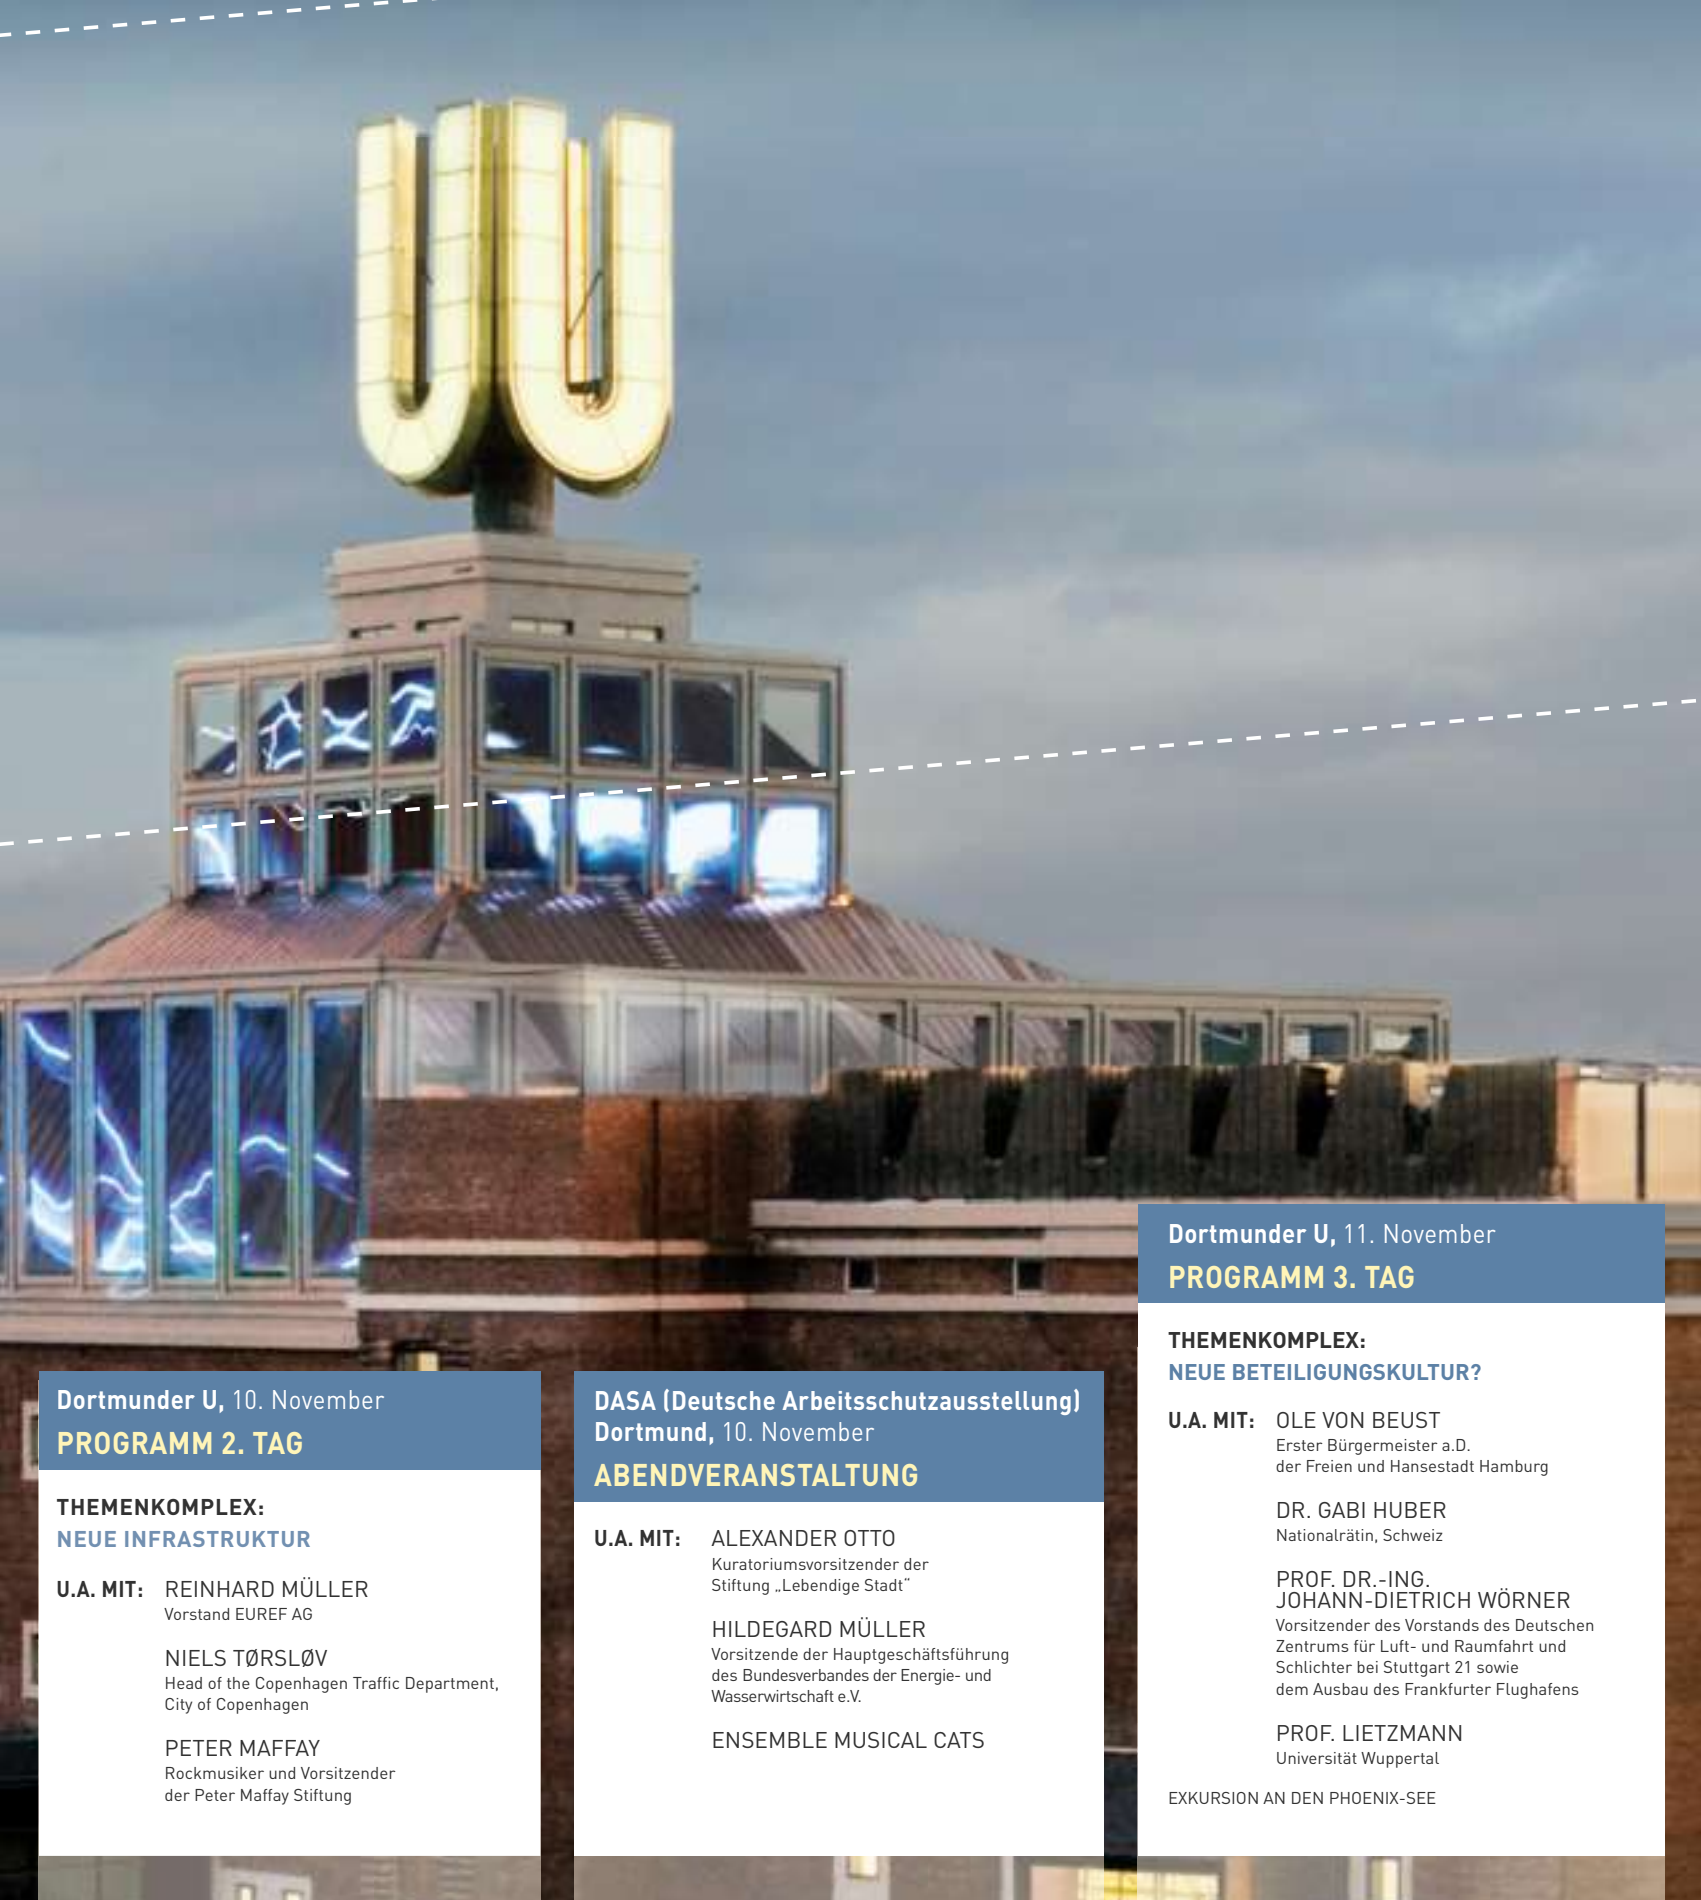 UU
Dortmunder U, 10. November
PROGRAMM 2. TAG
THEMENKOMPLEX:
NEUE INFRASTRUKTUR
U.A. MIT: REINHARD MÜLLER
Vorstand EUREF AG
NIELS TØRSLØV
Head of the Copenhagen Traffic Department,
City of Copenhagen
PETER MAFFAY
Rockmusiker und Vorsitzender
der Peter Maffay Stiftung
DASA (Deutsche Arbeitsschutzausstellung)
Dortmund, 10. November
ABENDVERANSTALTUNG
U.A. MIT: ALEXANDER OTTO
Kuratoriumsvorsitzender der
Stiftung „Lebendige Stadt“
HILDEGARD MÜLLER
Vorsitzende der Hauptgeschäftsführung
des Bundesverbandes der Energie- und
Wasserwirtschaft e.V.
ENSEMBLE MUSICAL CATS
Dortmunder U, 11. November
PROGRAMM 3. TAG
THEMENKOMPLEX:
NEUE BETEILIGUNGSKULTUR?
U.A. MIT: OLE VON BEUST
Erster Bürgermeister a.D.
der Freien und Hansestadt Hamburg
DR. GABI HUBER
Nationalrätin, Schweiz
PROF. DR.-ING.
JOHANN-DIETRICH WÖRNER
Vorsitzender des Vorstands des Deutschen
Zentrums für Luft- und Raumfahrt und
Schlichter bei Stuttgart 21 sowie
dem Ausbau des Frankfurter Flughafens
PROF. LIETZMANN
Universität Wuppertal
EXKURSION AN DEN PHOENIX-SEE